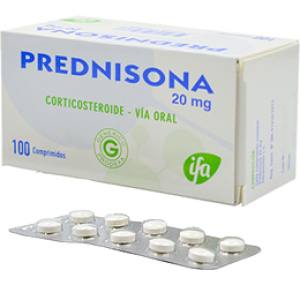 PREDNISONA
20 mg
CORTICOSTEROIDE - VÍA ORAL
100 Comprimidos
G
ifa
PREDNISONA